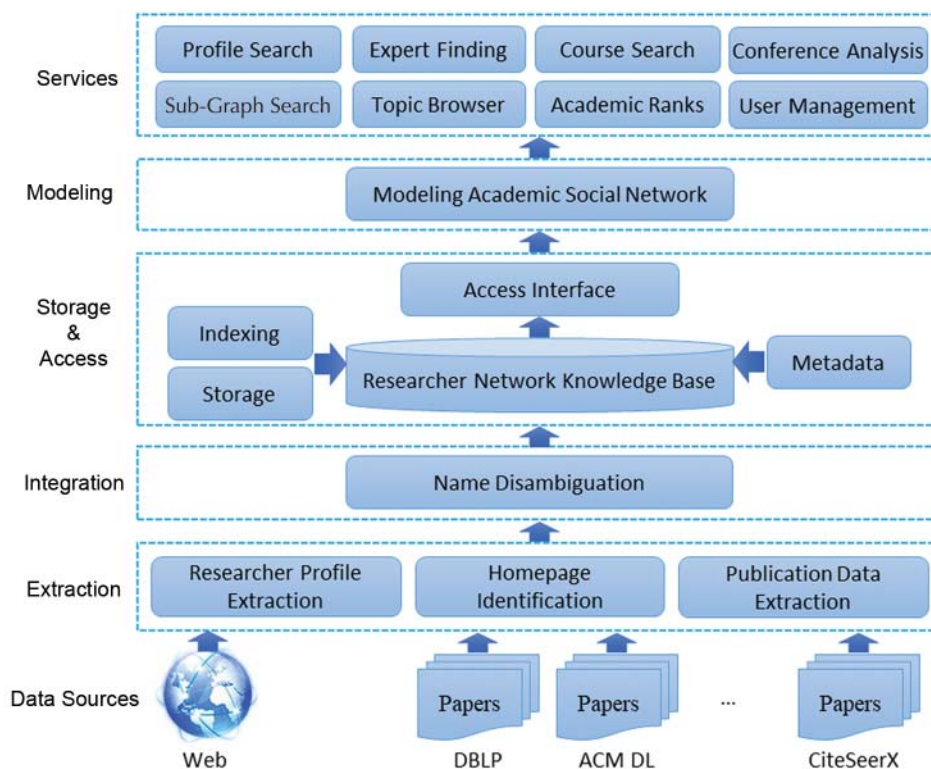 Services
Profile Search
Expert Finding
Course Search
Conference Analysis
Sub-Graph Search
Topic Browser
Academic Ranks
User Management
Modeling
Modeling Academic Social Network
Storage
&
Access
Access Interface
Indexing
Storage
Researcher Network Knowledge Base
Metadada
Integration
Name Disambiguation
Extraction
Researcher Profile
Extraction
Homepage
Identification
Publication Data
Extraction
Data Sources
Papers
Papers
...
Papers
Web
DBLP
ACM DL
CiteSeerX